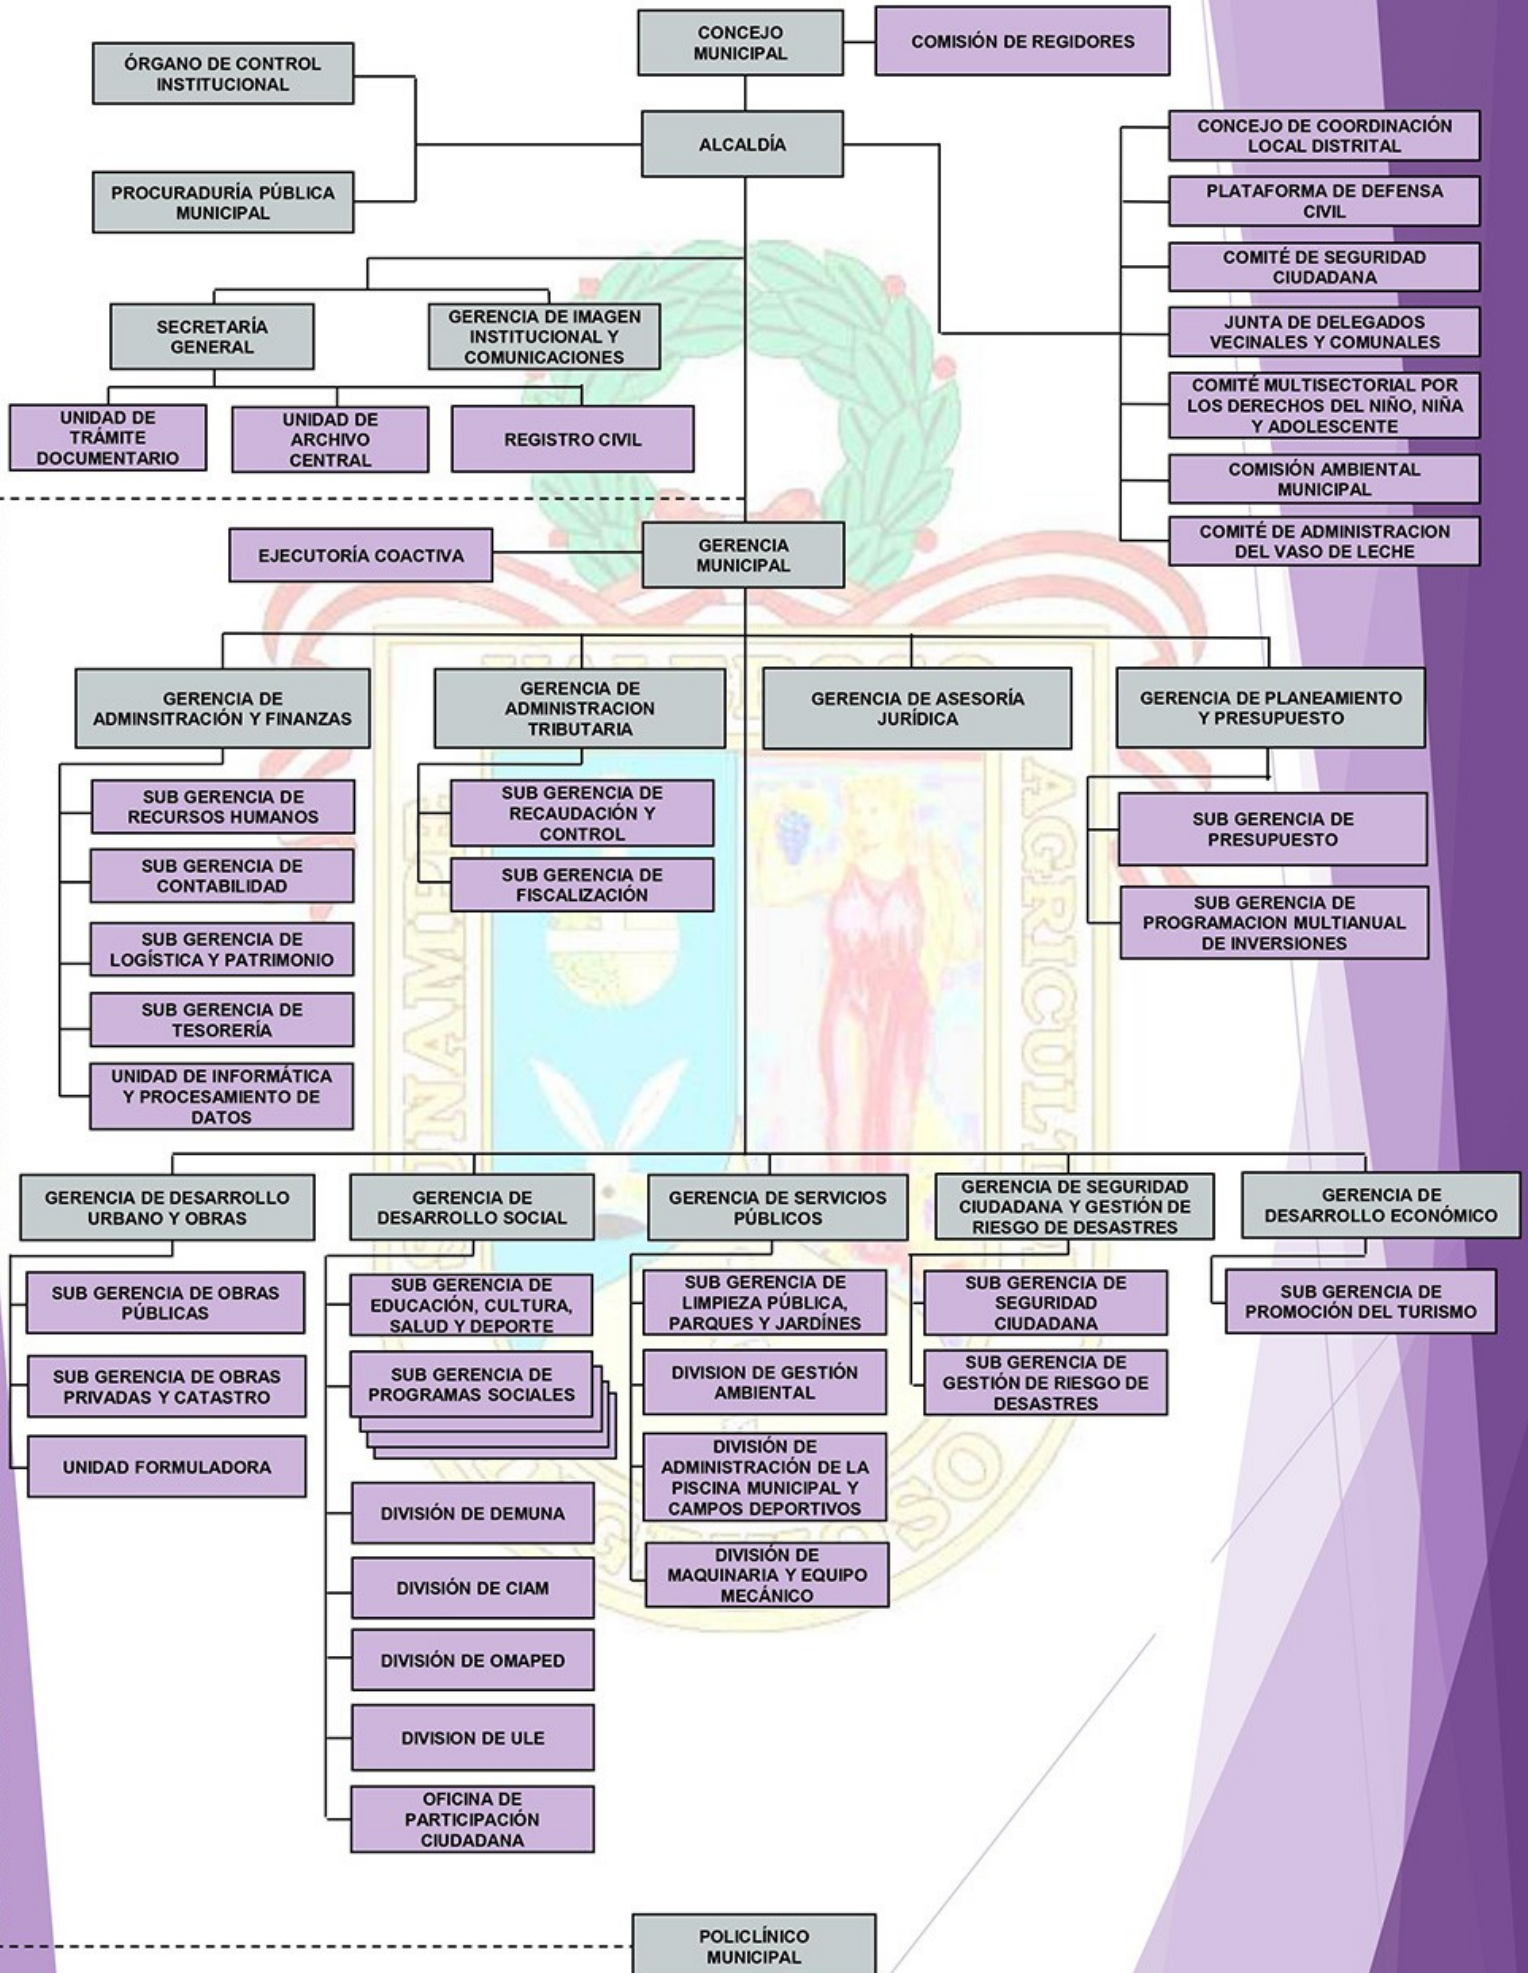 CONCEJO
MUNICIPAL
COMISIÓN DE REGIDORES
ÓRGANO DE CONTROL
INSTITUCIONAL
ALCALDÍA
PROCURADURÍA PÚBLICA
MUNICIPAL
CONCEJO DE COORDINACIÓN
LOCAL DISTRITAL
PLATAFORMA DE DEFENSA
CIVIL
COMITÉ DE SEGURIDAD
CIUDADANA
JUNTA DE DELEGADOS
VECINALES Y COMUNALES
COMITÉ MULTISECTORIAL POR
LOS DERECHOS DEL NIÑO, NIÑA
Y ADOLESCENTE
COMISIÓN AMBIENTAL
MUNICIPAL
COMITÉ DE ADMINISTRACION
DEL VASO DE LECHE
SECRETARÍA
GENERAL
GERENCIA DE IMAGEN
INSTITUCIONAL Y
COMUNICACIONES
UNIDAD DE
TRÁMITE
DOCUMENTARIO
UNIDAD DE
ARCHIVO
CENTRAL
REGISTRO CIVIL
EJECUTORÍA COACTIVA
GERENCIA
MUNICIPAL
GERENCIA DE
ADMINSITRACIÓN Y FINANZAS
GERENCIA DE
ADMINISTRACION
TRIBUTARIA
GERENCIA DE ASESORÍA
JURÍDICA
GERENCIA DE PLANEAMIENTO
Y PRESUPUESTO
SUB GERENCIA DE
RECURSOS HUMANOS
SUB GERENCIA DE
CONTABILIDAD
SUB GERENCIA DE
LOGÍSTICA Y PATRIMONIO
SUB GERENCIA DE
TESORERÍA
UNIDAD DE INFORMÁTICA
Y PROCESAMIENTO DE
DATOS
SUB GERENCIA DE
RECAUDACIÓN Y
CONTROL
SUB GERENCIA DE
FISCALIZACIÓN
SUB GERENCIA DE
PRESUPUESTO
SUB GERENCIA DE
PROGRAMACION MULTIANUAL
DE INVERSIONES
GERENCIA DE DESARROLLO
URBANO Y OBRAS
GERENCIA DE
DESARROLLO SOCIAL
GERENCIA DE SERVICIOS
PÚBLICOS
GERENCIA DE SEGURIDAD
CIUDADANA Y GESTIÓN DE
RIESGO DE DESASTRES
GERENCIA DE
DESARROLLO ECONÓMICO
SUB GERENCIA DE OBRAS
PÚBLICAS
SUB GERENCIA DE OBRAS
PRIVADAS Y CATASTRO
UNIDAD FORMULADORA
SUB GERENCIA DE
EDUCACIÓN, CULTURA,
SALUD Y DEPORTE
SUB GERENCIA DE
PROGRAMAS SOCIALES
DIVISIÓN DE DEMUNA
DIVISIÓN DE CIAM
DIVISIÓN DE OMAPED
DIVISION DE ULE
OFICINA DE
PARTICIPACIÓN
CIUDADANA
SUB GERENCIA DE
LIMPIEZA PÚBLICA,
PARQUES Y JARDÍNES
DIVISION DE GESTIÓN
AMBIENTAL
DIVISIÓN DE
ADMINISTRACIÓN DE LA
PISCINA MUNICIPAL Y
CAMPOS DEPORTIVOS
DIVISIÓN DE
MAQUINARIA Y EQUIPO
MECÁNICO
SUB GERENCIA DE
SEGURIDAD
CIUDADANA
SUB GERENCIA DE
GESTIÓN DE RIESGO DE
DESASTRES
SUB GERENCIA DE
PROMOCIÓN DEL TURISMO
POLICLÍNICO
MUNICIPAL